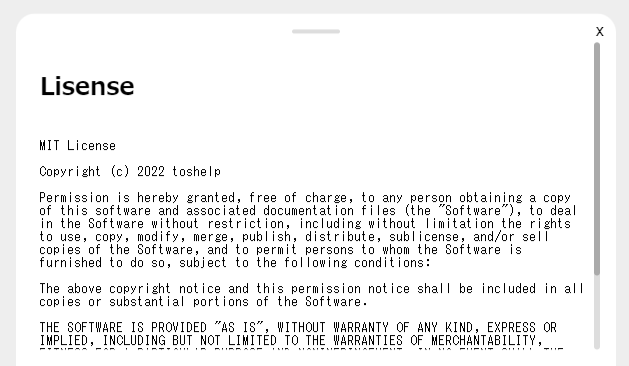 x
Lisense
MIT License
Copyright (c) 2022 toshelp
Permission is hereby granted, free of charge, to any person obtaining a copy
of this software and associated documentation files (the "Software"), to deal
in the Software without restriction, including without limitation the rights
to use, copy, modify, merge, publish, distribute, sublicense, and/or sell
copies of the Software, and to permit persons to whom the Software is
furnished to do so, subject to the following conditions:
The above copyright notice and this permission notice shall be included in all
copies or substantial portions of the Software.
THE SOFTWARE IS PROVIDED "AS IS", WITHOUT WARRANTY OF ANY KIND, EXPRESS OR
IMPLIED, INCLUDING BUT NOT LIMITED TO THE WARRANTIES OF MERCHANTABILITY,